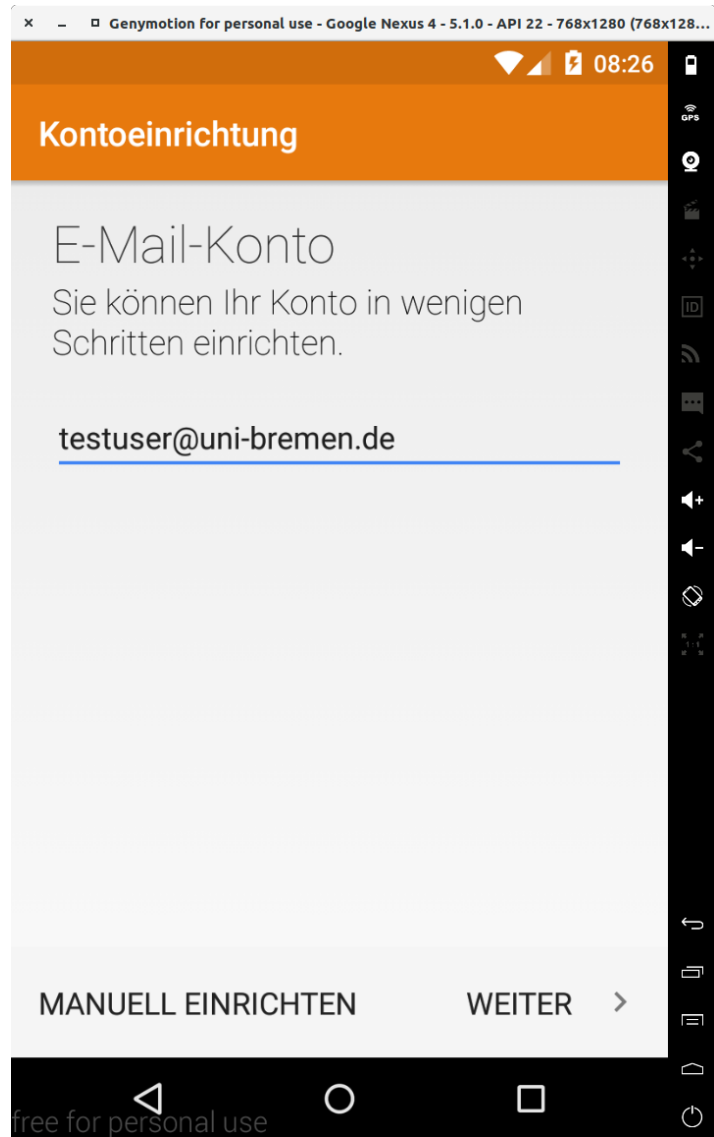 Genymotion for personal use - Google Nexus 4 - 5.1.0 - API 22 - 768x1280 (768x128...
08:26
GPS
Kontoeinrichtung
E-Mail-Konto
Sie können Ihr Konto in wenigen
Schritten einrichten.
ID
testuser@uni-bremen.de
1:1
MANUELL EINRICHTEN
WEITER
free for personal use